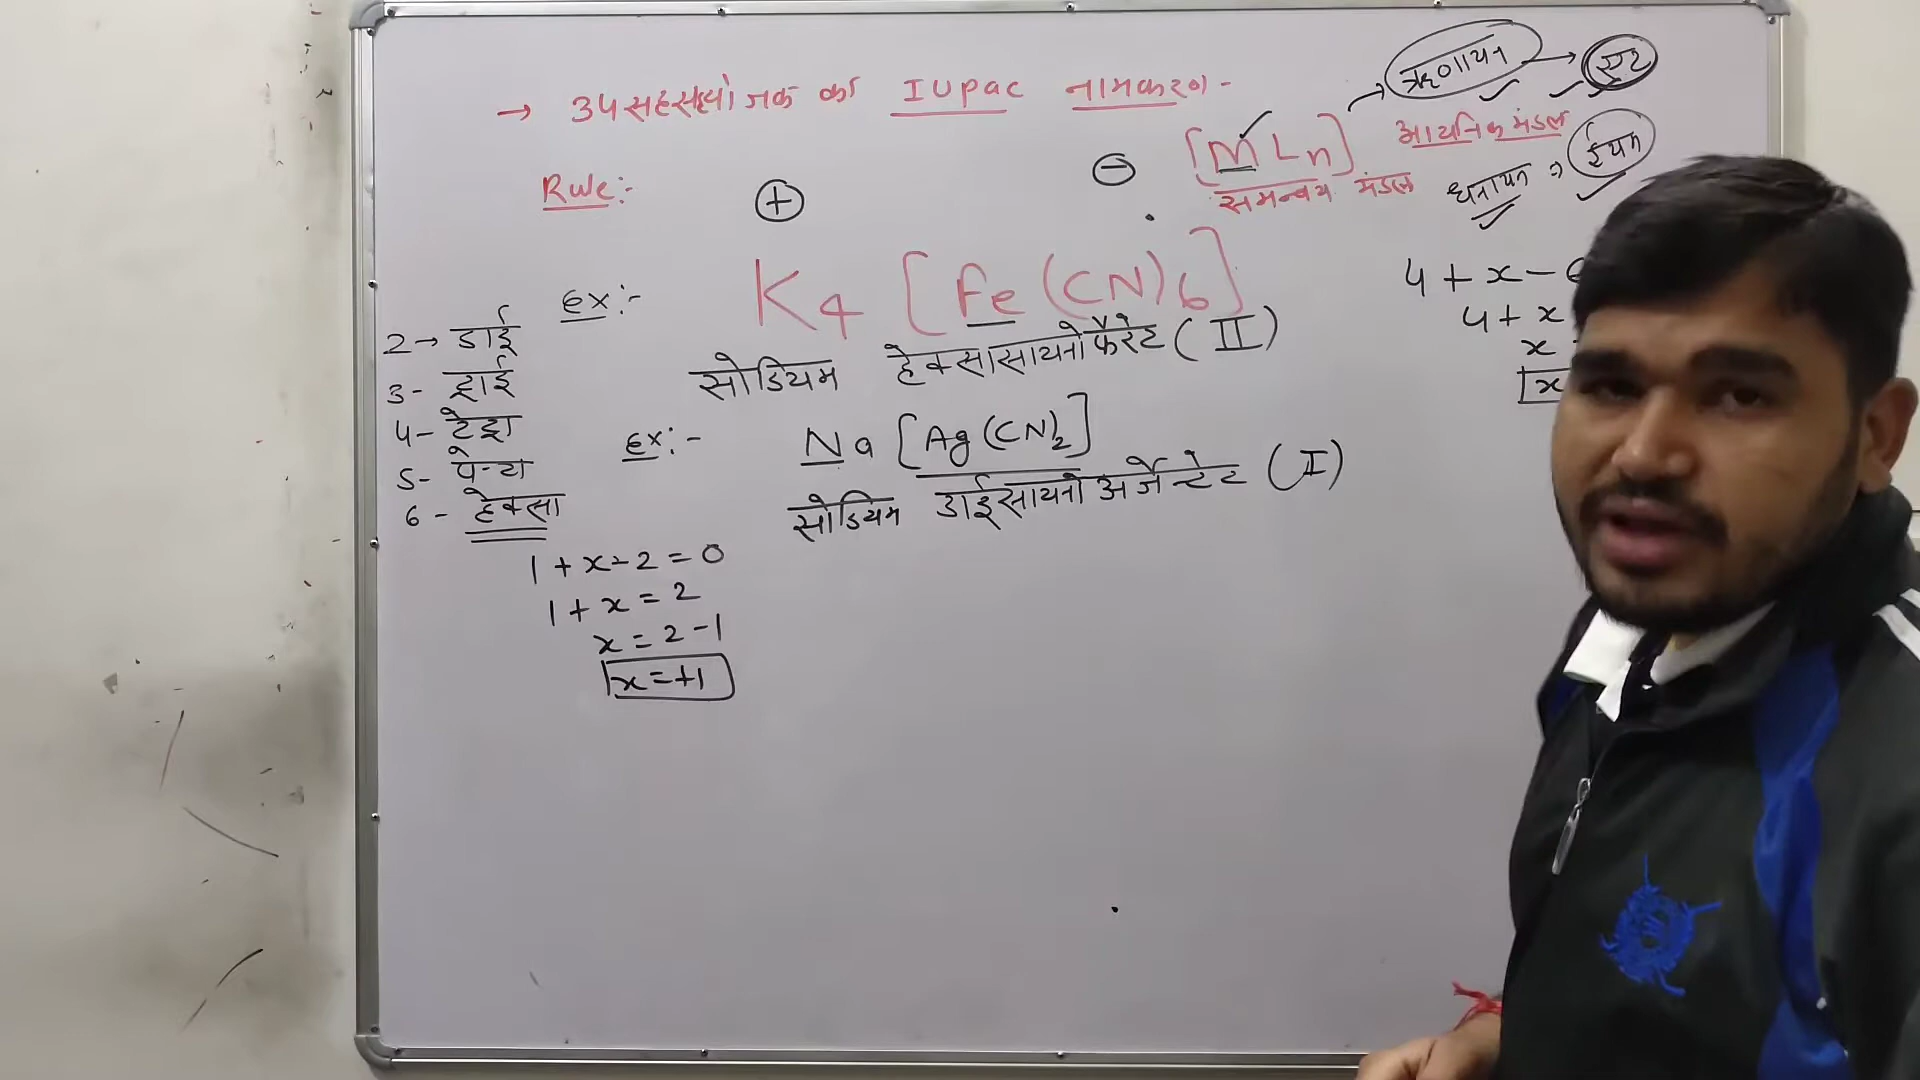 → उपसहसंयोजक का IUPAC नामकरण -
ऋणायन → एट
[MLn] आयनिक मंडल
समन्वय मंडल धनायन ⇒ ईयम
Rule:-
+ -
ex:- K4 [Fe(CN)6]
सोडियम हेक्सासायनोफैरेट (II)
4 + x - 6
4 + x
x
x
2 → डाई
3 - ट्राई
4 - टेट्रा
5 - पेन्टा
6 - हेक्सा
ex:- Na [Ag(CN)2]
सोडियम डाईसायनो अर्जेन्टेट (I)
1 + x - 2 = 0
1 + x = 2
x = 2 - 1
x = +1